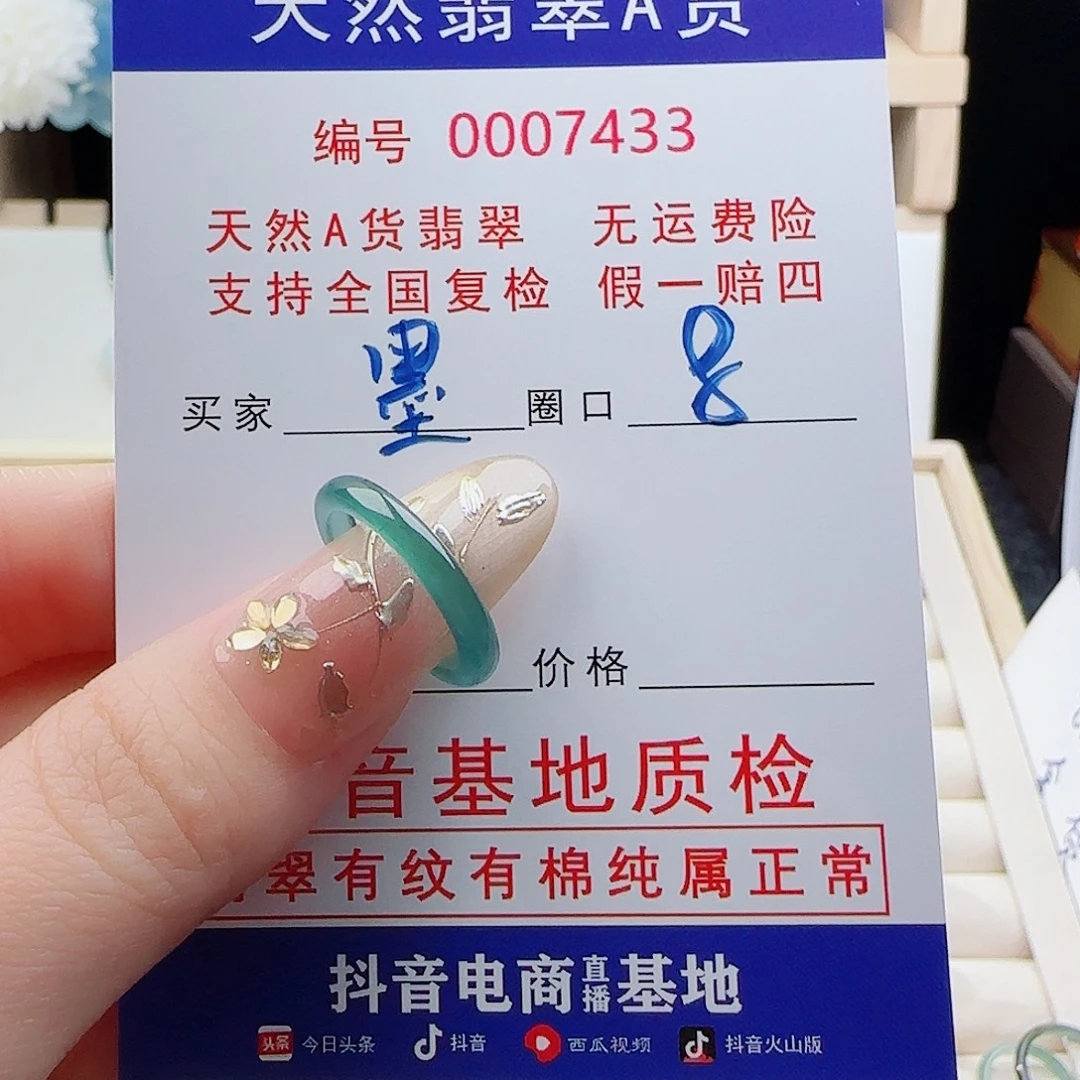 天然翡翠A货
编号 0007433
天然A货翡翠 无运费险
支持全国复检 假一赔四
买家 墨 圈口 8
价格
音基地质检
翠有纹有棉纯属正常
抖音电商直播基地
头条 今日头条 抖音 西瓜视频 抖音火山版